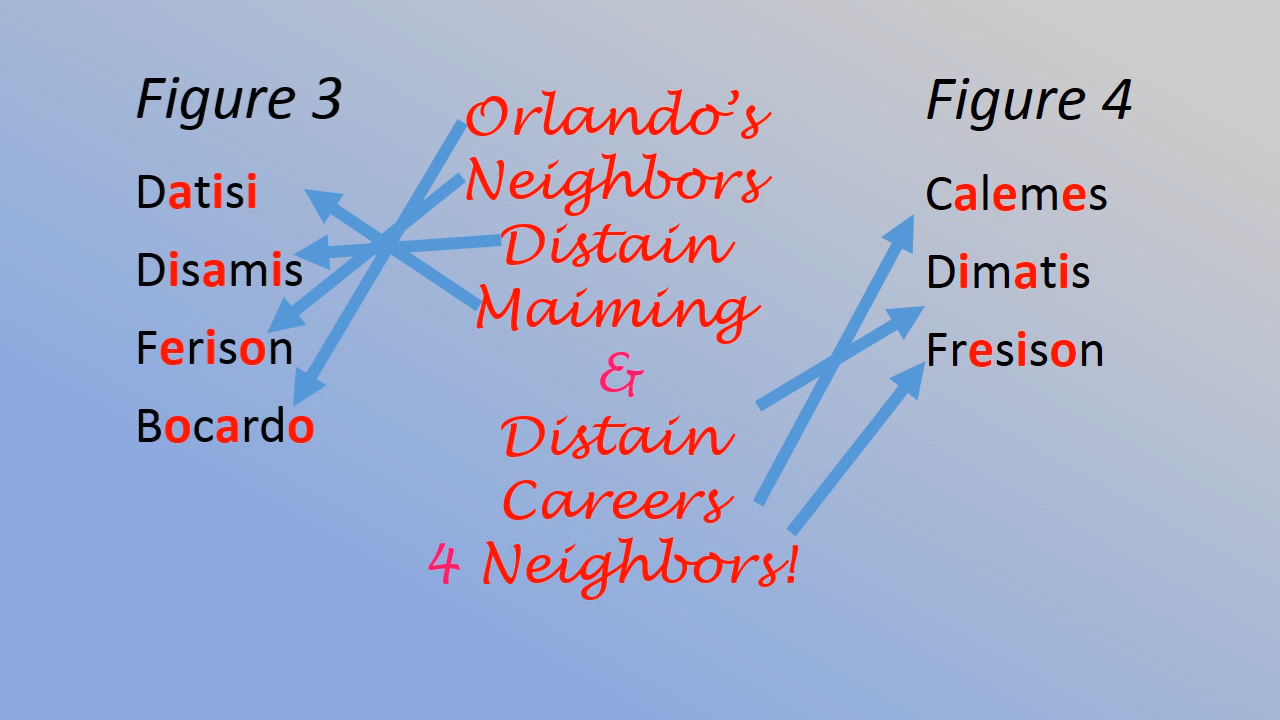 Figure 3
Datisi
Disamis
Ferison
Bocardo
Orlando’s
Neighbors
Distain
Maiming
&
Distain
Careers
4 Neighbors!
Figure 4
Calemes
Dimatis
Fresison